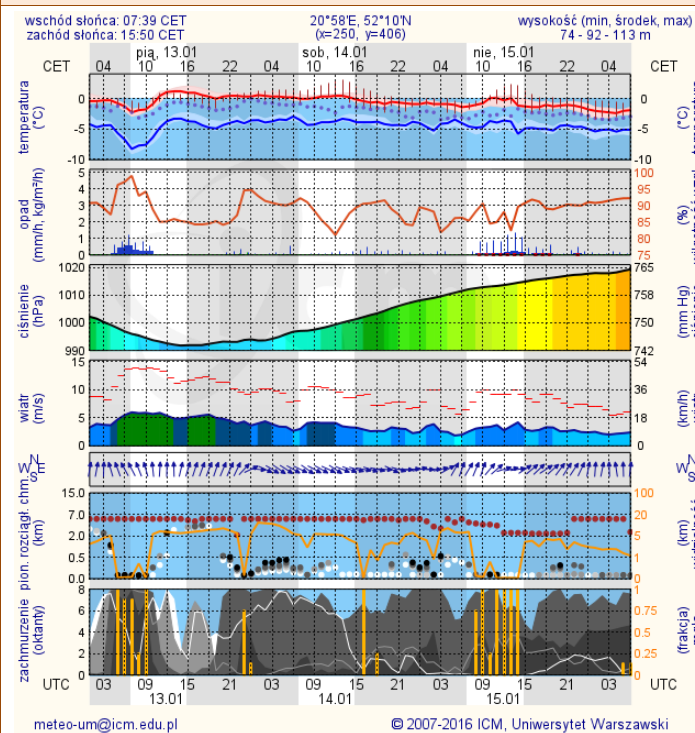 wschód słońca: 07:39 CET 20°58'E, 52°10'N wysokość (min, środek, max)
zachód słońca: 15:50 CET (x=250, y=406) 74 - 92 - 113 m
pią, 13.01 sob, 14.01 nie, 15.01
CET 04 10 16 22 04 10 16 22 04 10 16 22 04 CET
temperatura
(°C)
0
-5
-10
0
-5
-10
(°C)
opad
(mm/h, kg/m²/h)
5
4
3
2
1
0
100
95
90
85
80
75
(%)
ciśnienie
(hPa)
1020
1010
1000
990
765
758
750
742
(mm Hg)
wiatr
(m/s)
15
10
5
0
54
36
18
0
(km/h)
N
W E
S
N
W
S
pion. rozciągł. chm.
(km)
15.0
7.0
2.0
0.5
0.0
100
20
5
1
0
(km)
zachmurzenie
(oktanty)
8
6
4
2
0
1
0.75
0.5
0.25
0
(frakcja)
UTC 03 09 15 21 03 09 15 21 03 09 15 21 03 UTC
13.01 14.01 15.01
meteo-um@icm.edu.pl © 2007-2016 ICM, Uniwersytet Warszawski